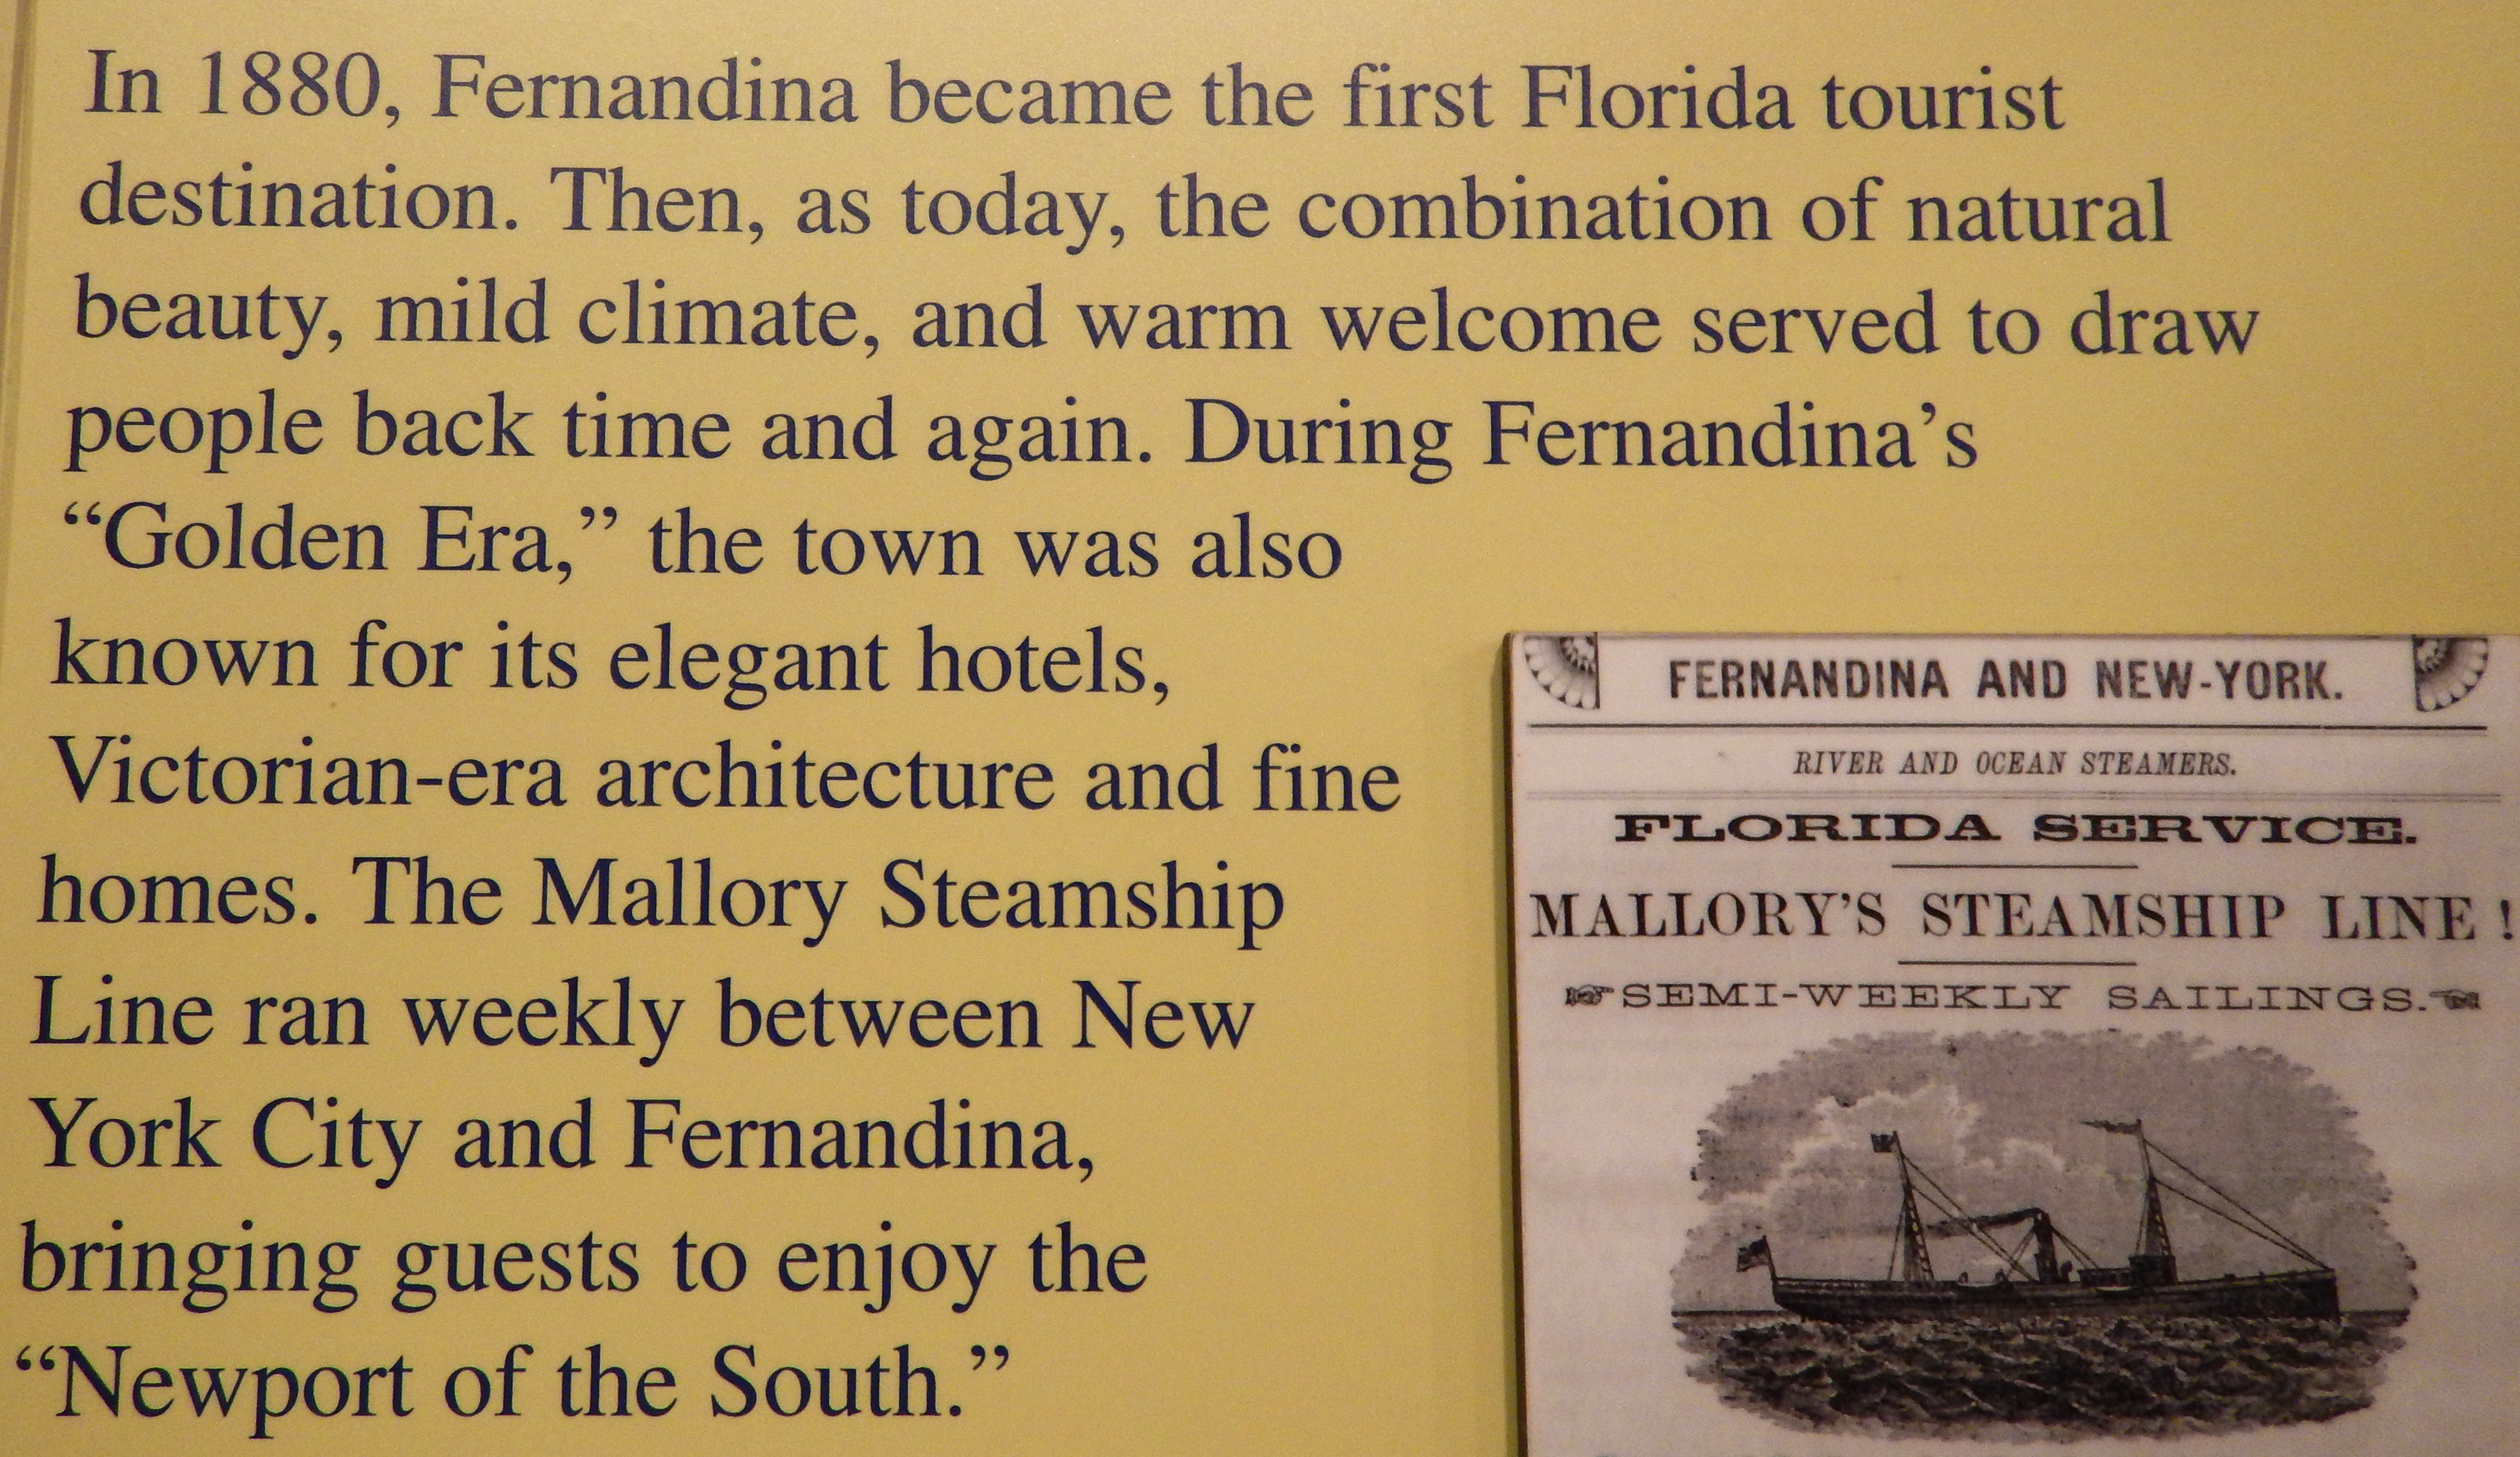 In 1880, Fernandina became the first Florida tourist
destination. Then, as today, the combination of natural
beauty, mild climate, and warm welcome served to draw
people back time and again. During Fernandina’s
“Golden Era,” the town was also
known for its elegant hotels,
Victorian-era architecture and fine
homes. The Mallory Steamship
Line ran weekly between New
York City and Fernandina,
bringing guests to enjoy the
“Newport of the South.”
FERNANDINA AND NEW-YORK.
RIVER AND OCEAN STEAMERS.
FLORIDA SERVICE.
MALLORY’S STEAMSHIP LINE !
SEMI-WEEKLY SAILINGS.